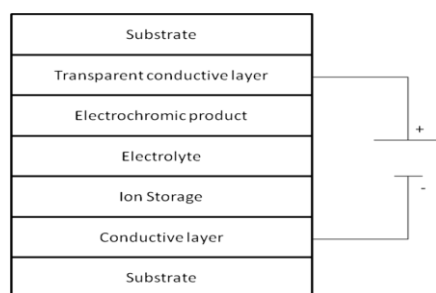 Substrate
Transparent conductive layer
+
Electrochromic product
Electrolyte
Ion Storage
-
Conductive layer
Substrate